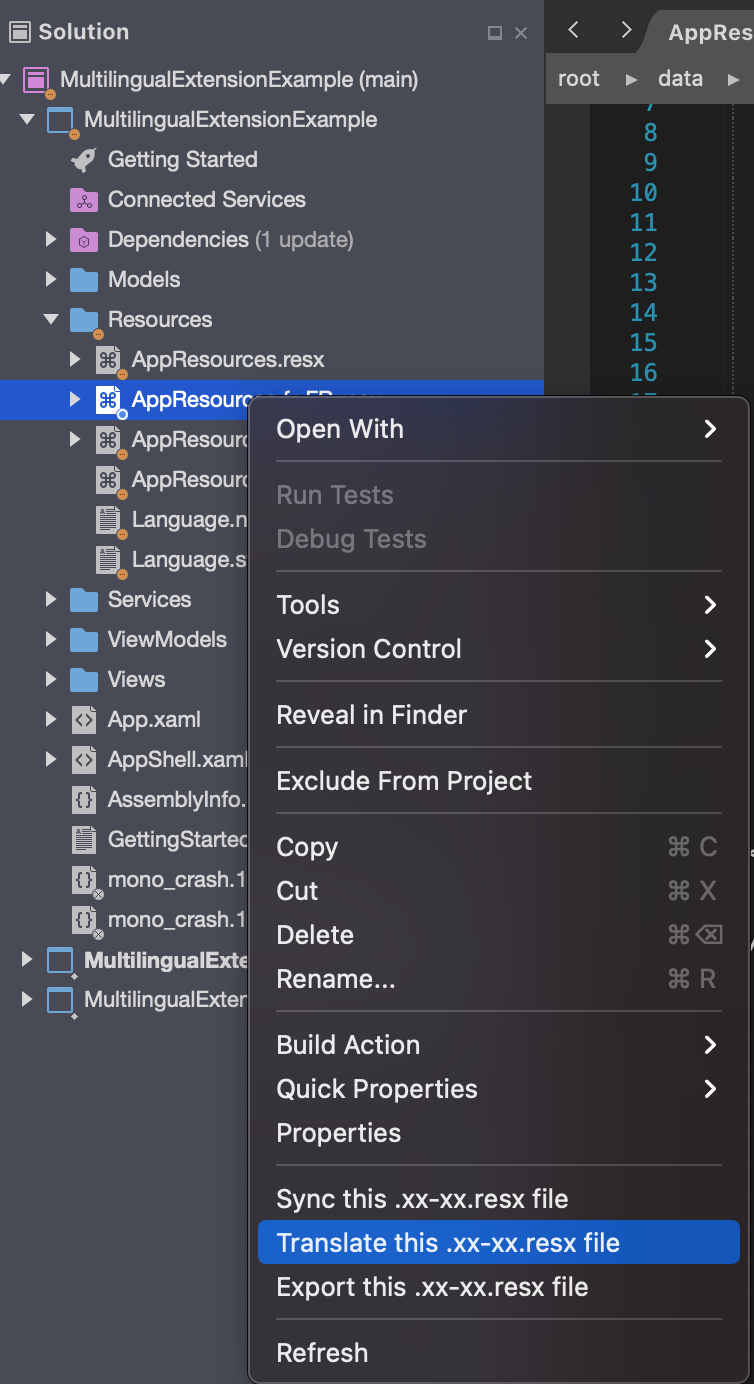 Solution
AppRes
root
data
MultilingualExtensionExample (main)
MultilingualExtensionExample
Getting Started
Connected Services
Dependencies (1 update)
Models
Resources
AppResources.resx
AppResources
AppResourc
AppResourc
Language.n
Language.s
Services
ViewModels
Views
App.xaml
AppShell.xaml
AssemblyInfo.
GettingStarted
mono_crash.1
mono_crash.1
MultilingualExte
MultilingualExten
7
8
9
10
11
12
13
14
15
16
Open With
Run Tests
Debug Tests
Tools
Version Control
Reveal in Finder
Exclude From Project
Copy ⌘ C
Cut ⌘ X
Delete ⌘⌫
Rename... ⌘ R
Build Action
Quick Properties
Properties
Sync this .xx-xx.resx file
Translate this .xx-xx.resx file
Export this .xx-xx.resx file
Refresh